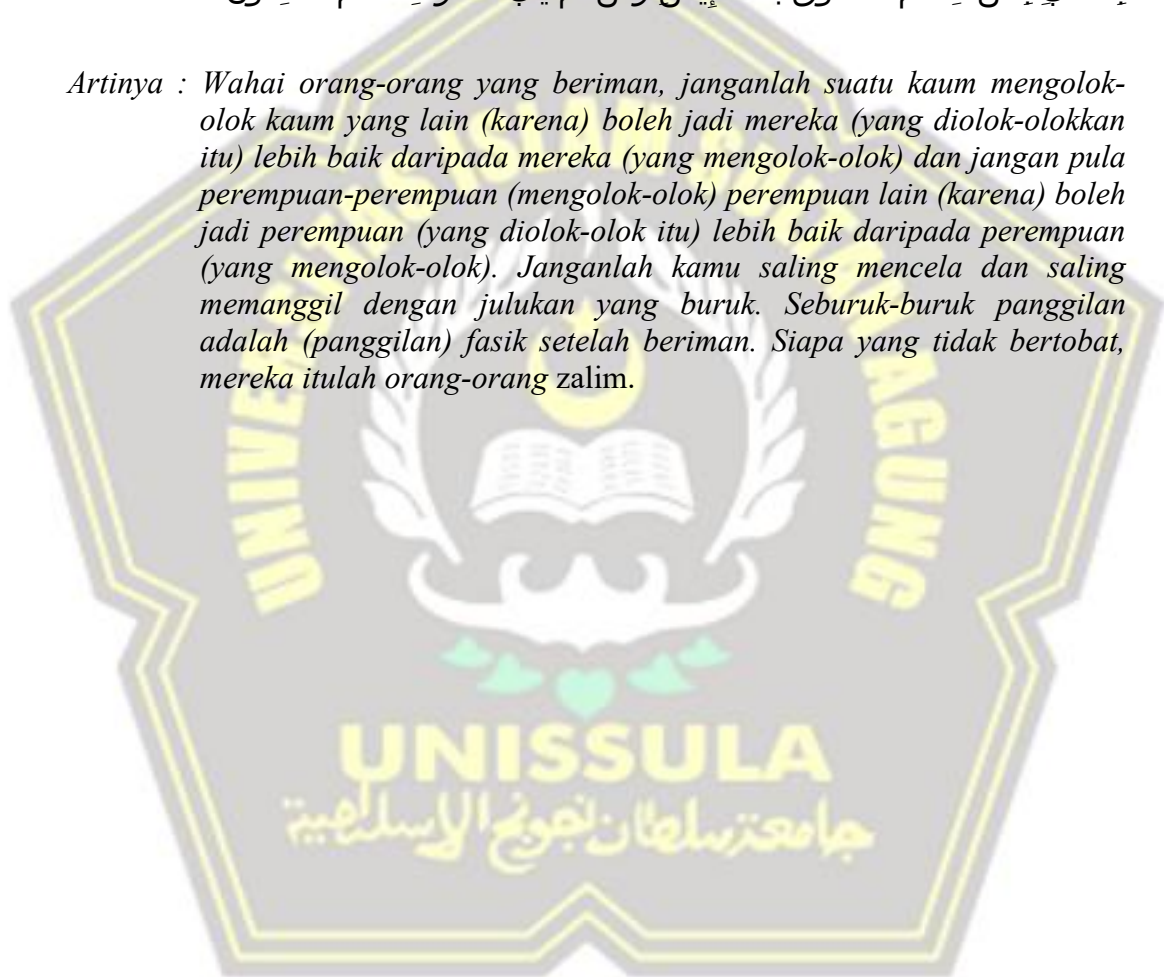 Artinya : Wahai orang-orang yang beriman, janganlah suatu kaum mengolok-
olok kaum yang lain (karena) boleh jadi mereka (yang diolok-olokkan
itu) lebih baik daripada mereka (yang mengolok-olok) dan jangan pula
perempuan-perempuan (mengolok-olok) perempuan lain (karena) boleh
jadi perempuan (yang diolok-olok itu) lebih baik daripada perempuan
(yang mengolok-olok). Janganlah kamu saling mencela dan saling
memanggil dengan julukan yang buruk. Seburuk-buruk panggilan
adalah (panggilan) fasik setelah beriman. Siapa yang tidak bertobat,
mereka itulah orang-orang zalim.
UNIVERSITAS ISLAM SULTAN AGUNG
UNISSULA
جامعة سلطان أجونج الإسلامية